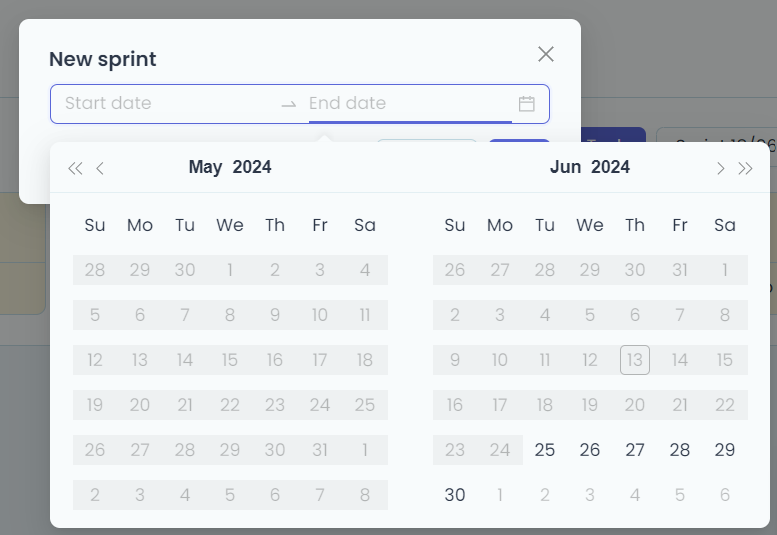 New sprint
Start date
End date
May 2024
Jun 2024
Su Mo Tu We Th Fr Sa
28 29 30 1 2 3 4
5 6 7 8 9 10 11
12 13 14 15 16 17 18
19 20 21 22 23 24 25
26 27 28 29 30 31 1
2 3 4 5 6 7 8
Su Mo Tu We Th Fr Sa
26 27 28 29 30 31 1
2 3 4 5 6 7 8
9 10 11 12 13 14 15
16 17 18 19 20 21 22
23 24 25 26 27 28 29
30 1 2 3 4 5 6